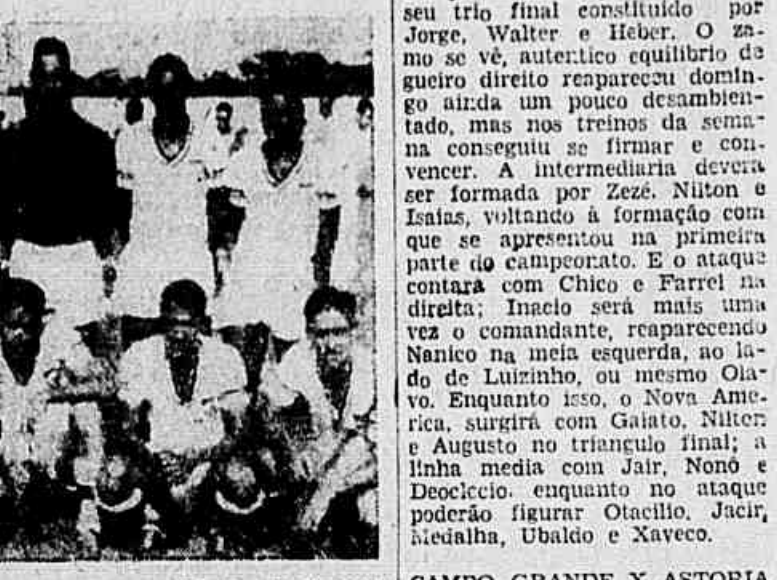 seu trio final constituido por
Jorge, Walter e Heber. O za-
mo se vê, autentico equilibrio de
gueiro direito reapareceu domin-
go ainda um pouco desambien-
tado, mas nos treinos da sema-
na conseguiu se firmar e con-
vencer. A intermediaria deverá
ser formada por Zezé, Nilton e
Isaias, voltando à formação com
que se apresentou na primeira
parte do campeonato. E o ataque
contará com Chico e Farrel na
direita; Inacio será mais uma
vez o comandante, reaparecendo
Nanico na meia esquerda, ao la-
do de Luizinho, ou mesmo Ola-
vo. Enquanto isso, o Nova Ame-
rica, surgirá com Gaiato, Nilton
e Augusto no triangulo final; a
linha media com Jair, Nonô e
Deoclecio, enquanto no ataque
poderão figurar Otacilio, Jacir,
Medalha, Ubaldo e Xaveco.
CAMPO GRANDE X ASTORIA